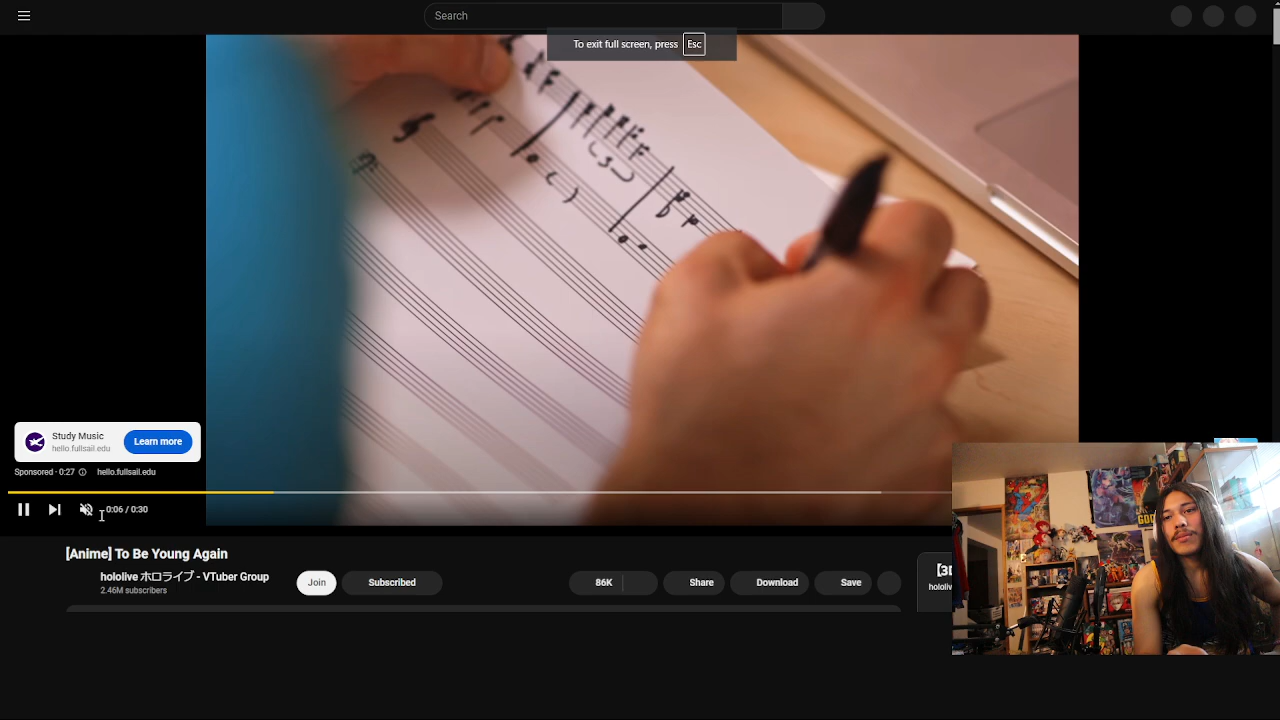 Search
To exit full screen, press Esc
Study Music
hello.fullsail.edu
Learn more
Sponsored · 0:27
hello.fullsail.edu
0:06 / 0:30
[Anime] To Be Young Again
hololive ホロライブ - VTuber Group
2.46M subscribers
Join
Subscribed
86K
Share
Download
Save
[3D
hololiv